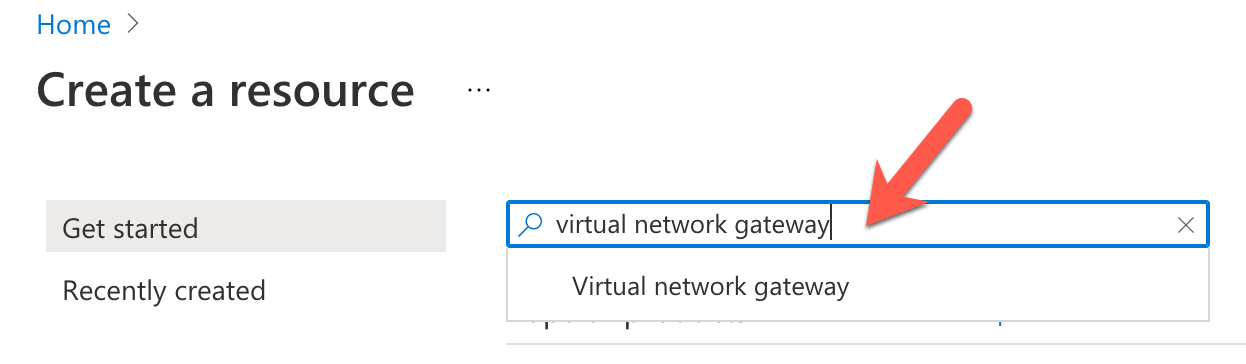 Home >
Create a resource ...
Get started
virtual network gateway
Recently created
Virtual network gateway